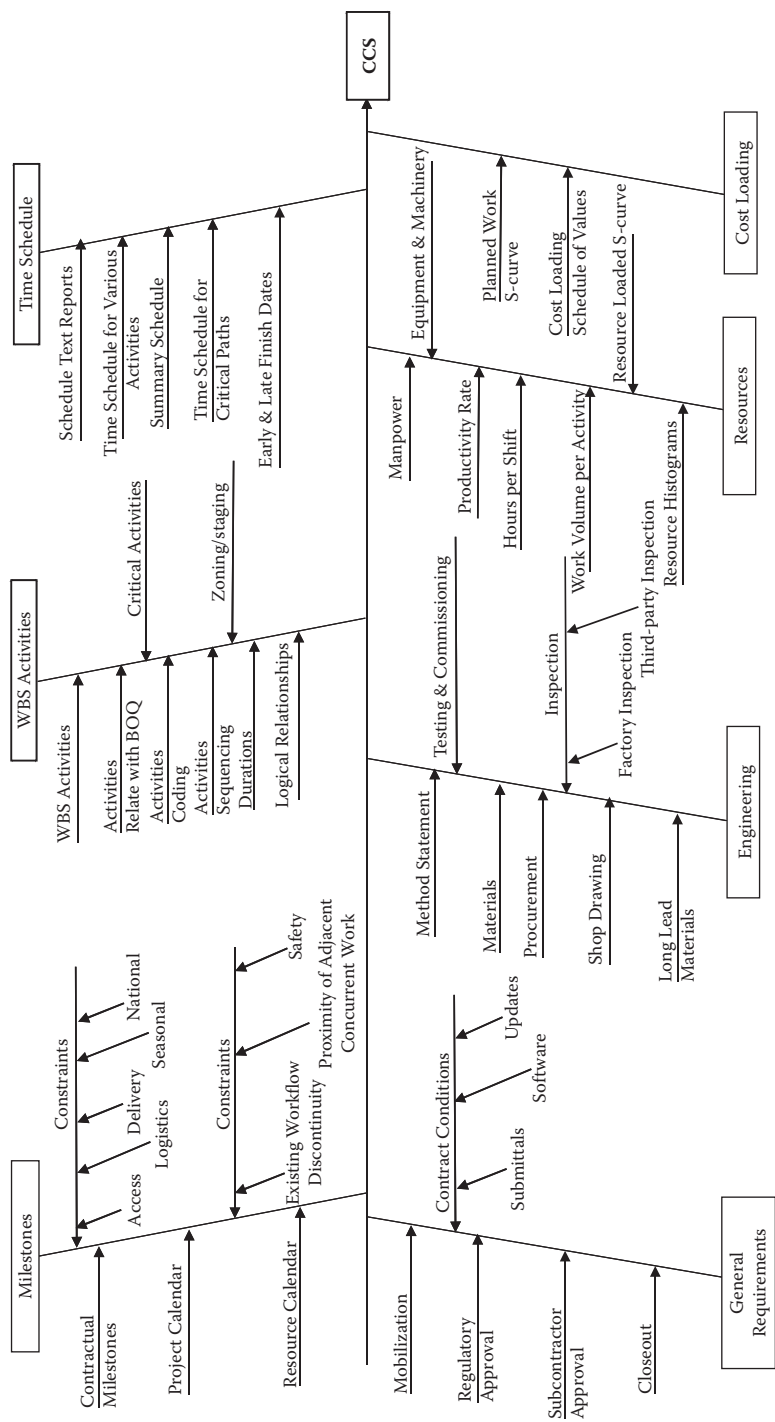 Milestones
Constraints
Access
Logistics
Delivery
Seasonal
National
Contractual
Milestones
Project Calendar
Constraints
Existing Workflow
Discontinuity
Proximity of Adjacent
Concurrent Work
Safety
Resource Calendar
WBS Activities
WBS Activities
Activities
Relate with BOQ
Critical Activities
Activities
Coding
Activities
Sequencing
Zoning/staging
Durations
Logical Relationships
Time Schedule
Schedule Text Reports
Time Schedule for Various
Activities
Summary Schedule
Time Schedule for
Critical Paths
Early & Late Finish Dates
CCS
Mobilization
Contract Conditions
Submittals
Software
Updates
Regulatory
Approval
Subcontractor
Approval
Closeout
General
Requirements
Method Statement
Testing & Commissioning
Materials
Procurement
Inspection
Factory Inspection
Third-party Inspection
Shop Drawing
Long Lead
Materials
Engineering
Manpower
Equipment & Machinery
Productivity Rate
Hours per Shift
Work Volume per Activity
Resource Loaded S-curve
Resource Histograms
Resources
Planned Work
S-curve
Cost Loading
Schedule of Values
Cost Loading